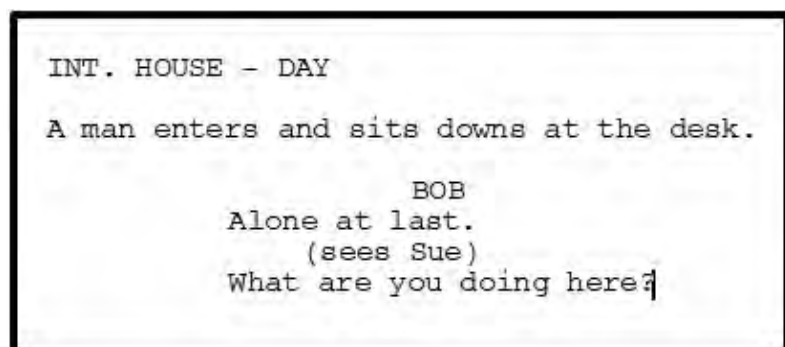 INT. HOUSE - DAY
A man enters and sits downs at the desk.
BOB
Alone at last.
(sees Sue)
What are you doing here?